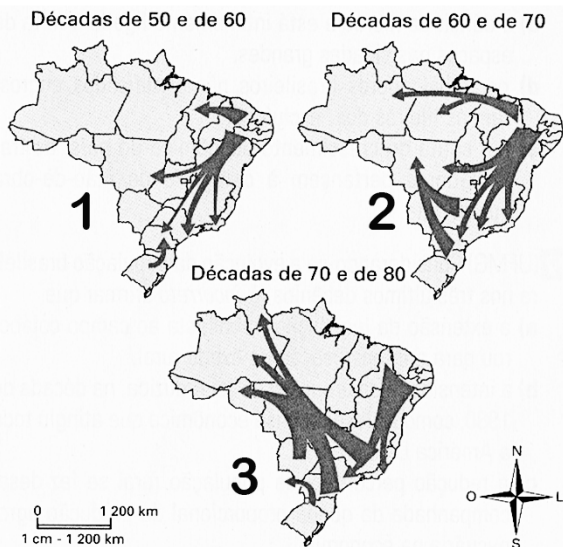 Décadas de 50 e de 60
Décadas de 60 e de 70
1
2
Décadas de 70 e de 80
3
0 1 200 km
1 cm - 1 200 km
N
O L
S